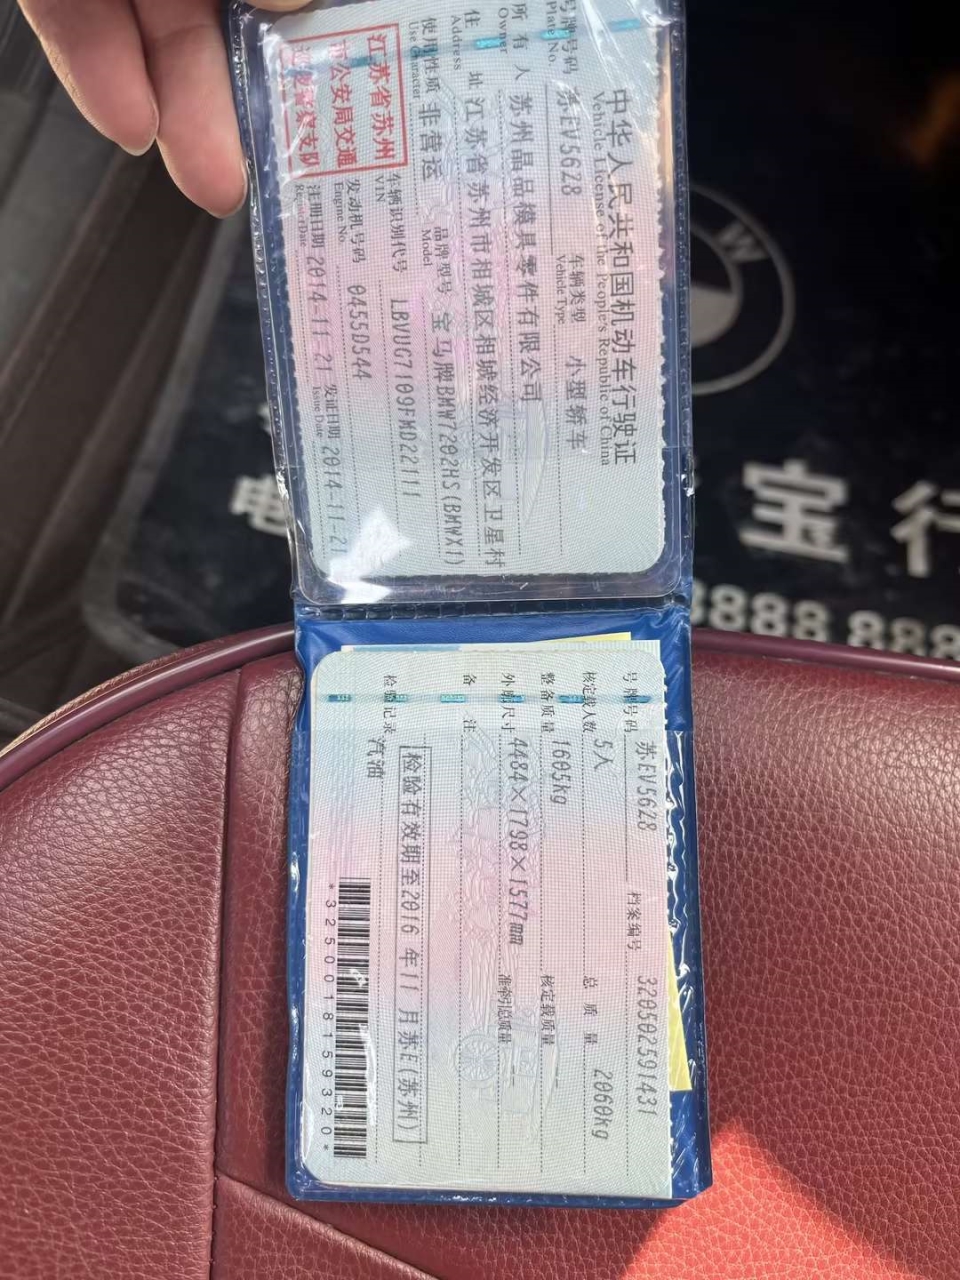 中华人民共和国机动车行驶证
Vehicle License of the People's Republic of China
号牌号码 苏EV5628 车辆类型 小型轿车
Plate No. Vehicle Type
所有人 苏州晶品模具零件有限公司
Owner
住址 江苏省苏州市相城区相城经济开发区卫星村
Address
使用性质 非营运 品牌型号 宝马牌BMW7202HS(BMWX1)
Use Character Model
江苏省苏州
市公安局交通
巡逻警察支队
车辆识别代号 LBVUG7109FMD22111
VIN
发动机号码 0455D544
Engine No.
注册日期 2014-11-21 发证日期 2014-11-21
Register Date Issue Date
号牌号码 苏EV5628 档案编号 320502591431
核定载人数 5人 总质量 2060kg
整备质量 1605kg 核定载质量
外廓尺寸 4484×1798×1577mm 准牵引总质量
备注
检验有效期至2016年11月苏E(苏州)
检验记录 汽油
*3250018159320*
W
电
宝行
8888 888